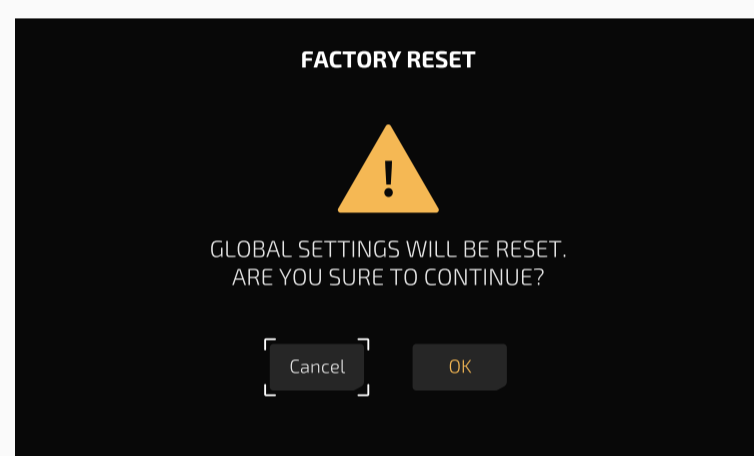 FACTORY RESET
!
GLOBAL SETTINGS WILL BE RESET.
ARE YOU SURE TO CONTINUE?
Cancel OK